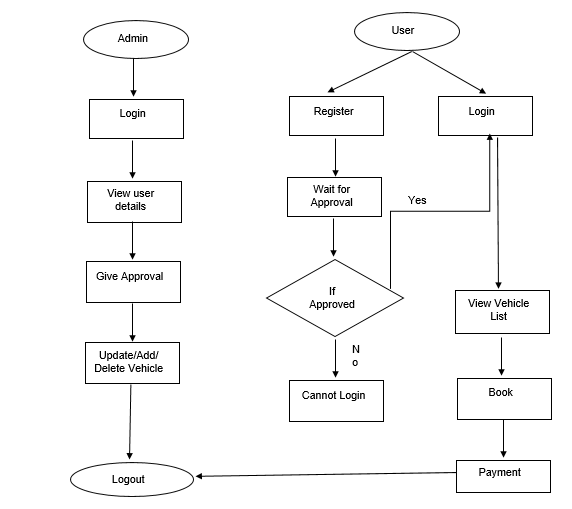 Admin
Login
View user
details
Give Approval
Update/Add/
Delete Vehicle
Logout
User
Register
Wait for
Approval
If
Approved
Yes
N
o
Cannot Login
Login
View Vehicle
List
Book
Payment